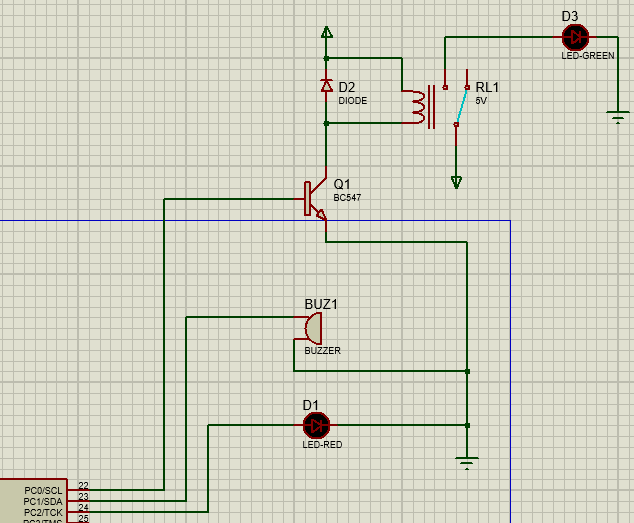 D3
LED-GREEN
D2
DIODE
RL1
5V
Q1
BC547
BUZ1
BUZZER
D1
LED-RED
PC0/SCL 22
PC1/SDA 23
PC2/TCK 24
25